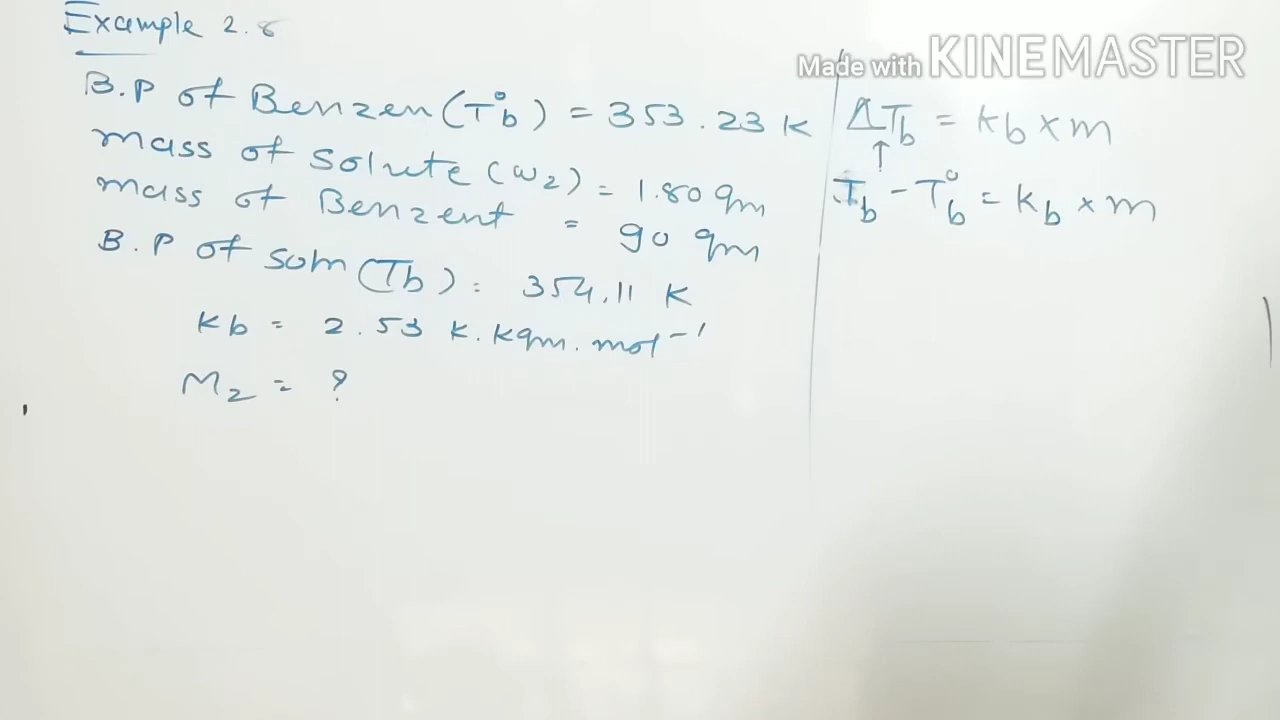 Example 2.8
B.P of Benzen (T°b) = 353.23 K
mass of solute (w2) = 1.80 gm
mass of Benzent = 90 gm
B.P of som (Tb) = 354.11 K
Kb = 2.53 K.Kgm.mol⁻¹
M2 = ?
Made with KINEMASTER
ΔTb = Kb × m
↑
Tb - T°b = Kb × m